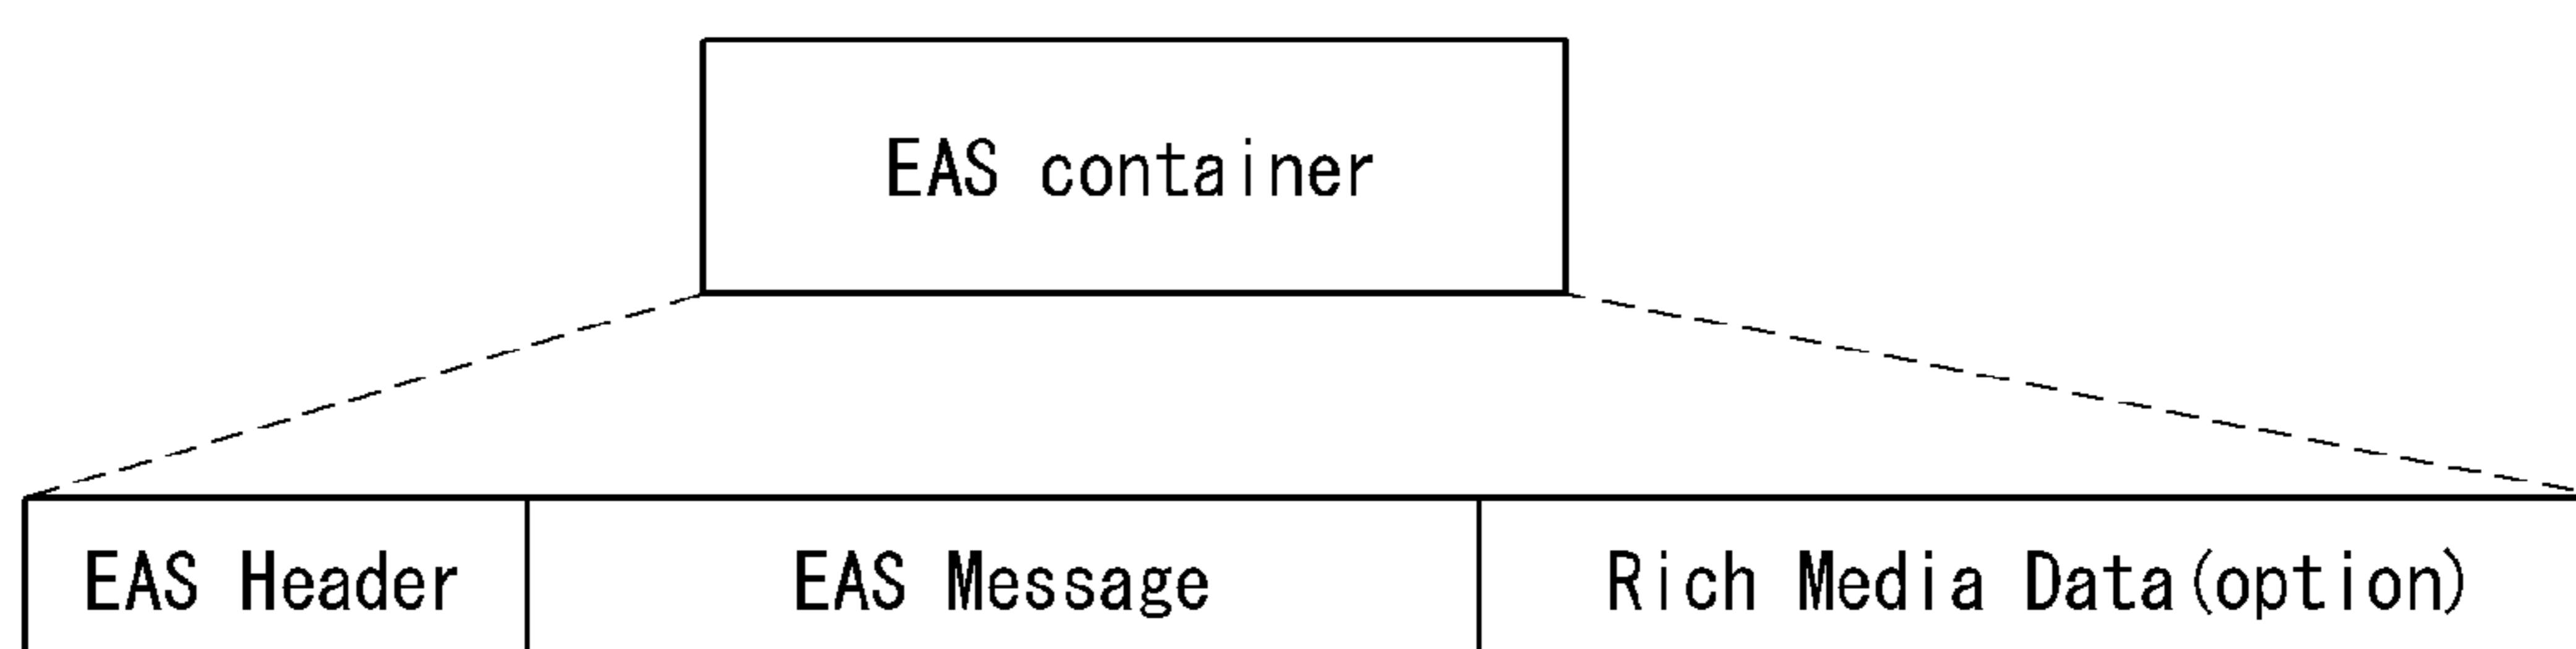 EAS container
EAS Header
EAS Message
Rich Media Data(option)